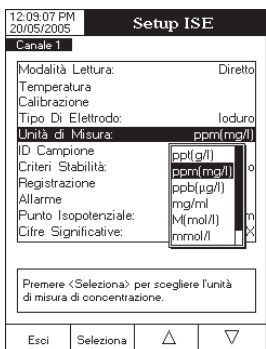 12:09:07 PM
20/05/2005
Setup ISE
Canale 1
Modalità Lettura: Diretto
Temperatura
Calibrazione
Tipo Di Elettrodo: Ioduro
Unità di Misura: ppm(mg/l)
ID Campione
Criteri Stabilità: o
Registrazione
Allarme
Punto Isopotenziale: m
Cifre Significative: X
ppt(g/l)
ppm(mg/l)
ppb(µg/l)
mg/ml
M(mol/l)
mmol/l
Premere <Seleziona> per scegliere l'unità
di misura di concentrazione.
Esci Seleziona △ ▽